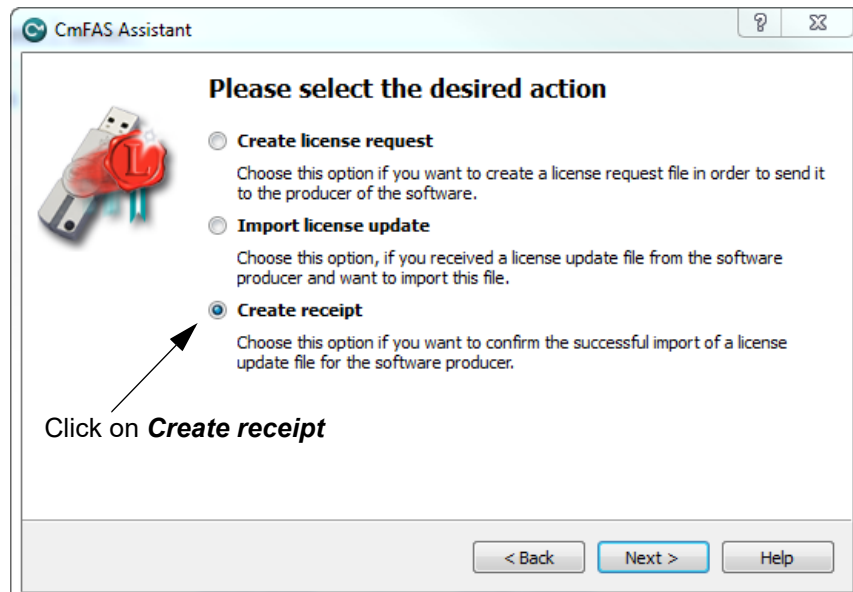 CmFAS Assistant
Please select the desired action
Create license request
Choose this option if you want to create a license request file in order to send it
to the producer of the software.
Import license update
Choose this option, if you received a license update file from the software
producer and want to import this file.
Create receipt
Choose this option if you want to confirm the successful import of a license
update file for the software producer.
Click on Create receipt
< Back Next > Help